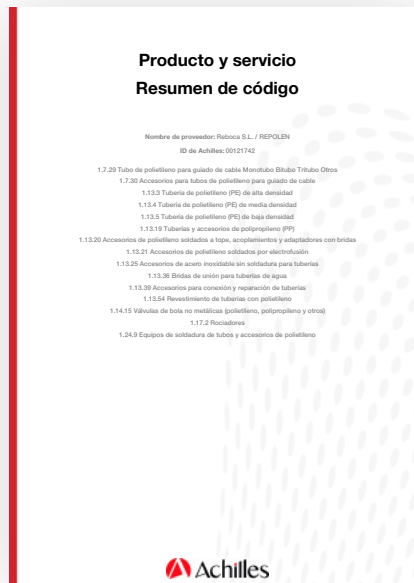 Producto y servicio
Resumen de código
Nombre de proveedor: Reboca S.L. / REPOLEN
ID de Achilles: 00121742
1.7.29 Tubo de polietileno para guiado de cable Monotubo Bitubo Tritubo Otros
1.7.30 Accesorios para tubos de polietileno para guiado de cable
1.13.3 Tubería de polietileno (PE) de alta densidad
1.13.4 Tubería de polietileno (PE) de media densidad
1.13.5 Tubería de polietileno (PE) de baja densidad
1.13.19 Tuberías y accesorios de polipropileno (PP)
1.13.20 Accesorios de polietileno soldados a tope, acoplamientos y adaptadores con bridas
1.13.21 Accesorios de polietileno soldados por electrofusión
1.13.25 Accesorios de acero inoxidable sin soldadura para tuberías
1.13.36 Bridas de unión para tuberías de agua
1.13.39 Accesorios para conexión y reparación de tuberías
1.13.54 Revestimiento de tuberías con polietileno
1.14.15 Válvulas de bola no metálicas (polietileno, polipropileno y otros)
1.17.2 Rociadores
1.24.9 Equipos de soldadura de tubos y accesorios de polietileno
Achilles